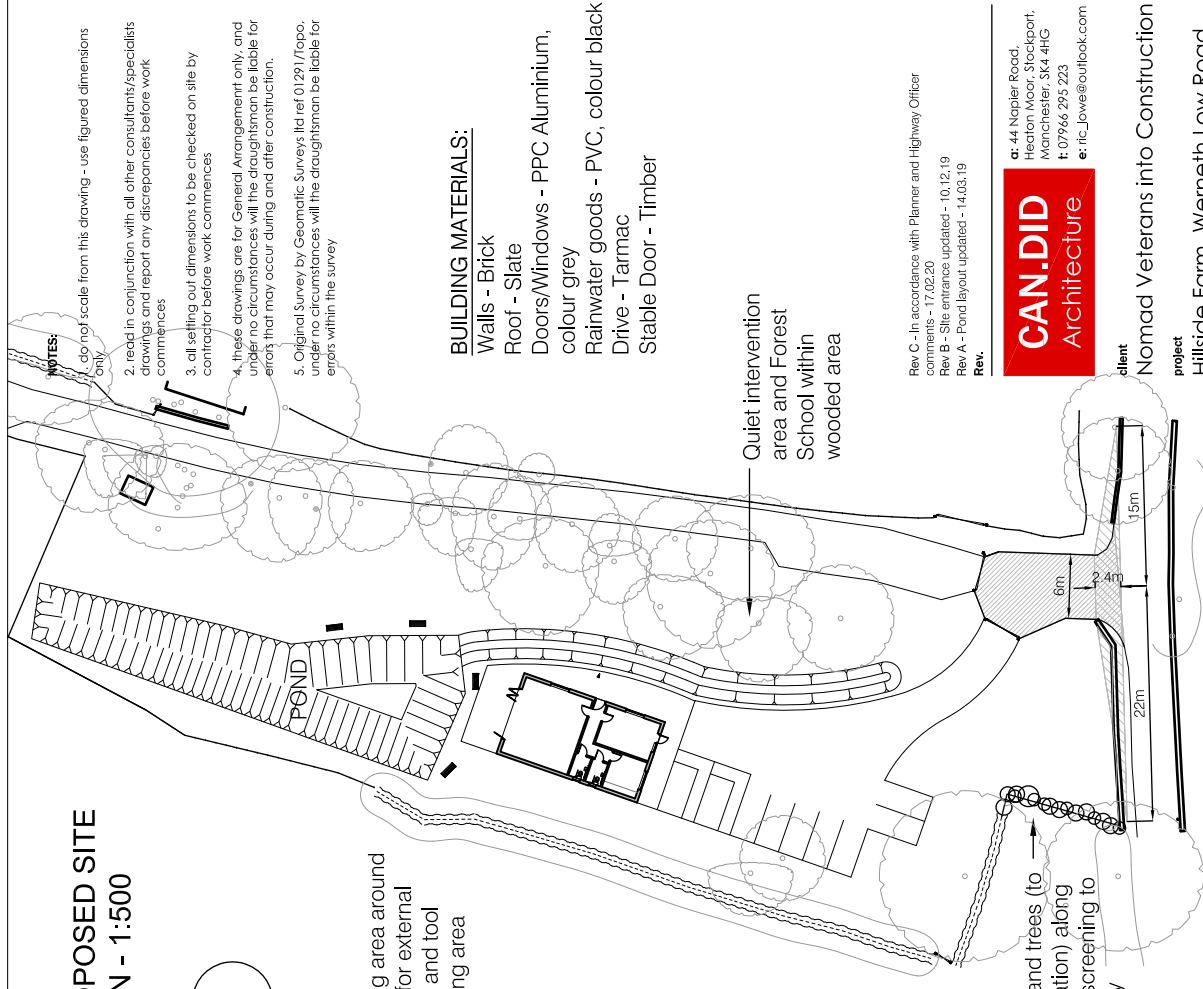 NOTES:
1. do not scale from this drawing - use figured dimensions
only
2. read in conjunction with all other consultants/specialists
drawings and report any discrepancies before work
commences
3. all setting out dimensions to be checked on site by
contractor before work commences
4. these drawings are for General Arrangemenrt only, and
under no circumstances will the draughtsman be liable for
errors that may occur during and after construction.
5. Original Survey by Geomatic Surveys ltd ref 01291/Topo,
under no circumstances will the draughtsman be liable for
errors within the survey
BUILDING MATERIALS:
Walls - Brick
Roof - Slate
Doors/Windows - PPC Aluminium,
colour grey
Rainwater goods - PVC, colour black
Drive - Tarmac
Stable Door - Timber
Quiet intervention
area and Forest
School within
wooded area
Rev C - In accordance with Planner and Highway Officer
comments - 17.02.20
Rev B - Site entrance updated - 10.12.19
Rev A - Pond layout updated - 14.03.19
Rev.
CAN.DID
Architecture
a: 44 Napier Road,
Heaton Moor, Stockport,
Manchester, SK4 4HG
t: 07966 295 223
e: ric_lowe@outlook.com
client
Nomad Veterans into Construction
project
Hillside Farm, Werneth Low Road
POND
6m
2.4m
15m
22m
POSED SITE
N - 1:500
g area around
for external
and tool
ng area
and trees (to
ation) along
screening to
y